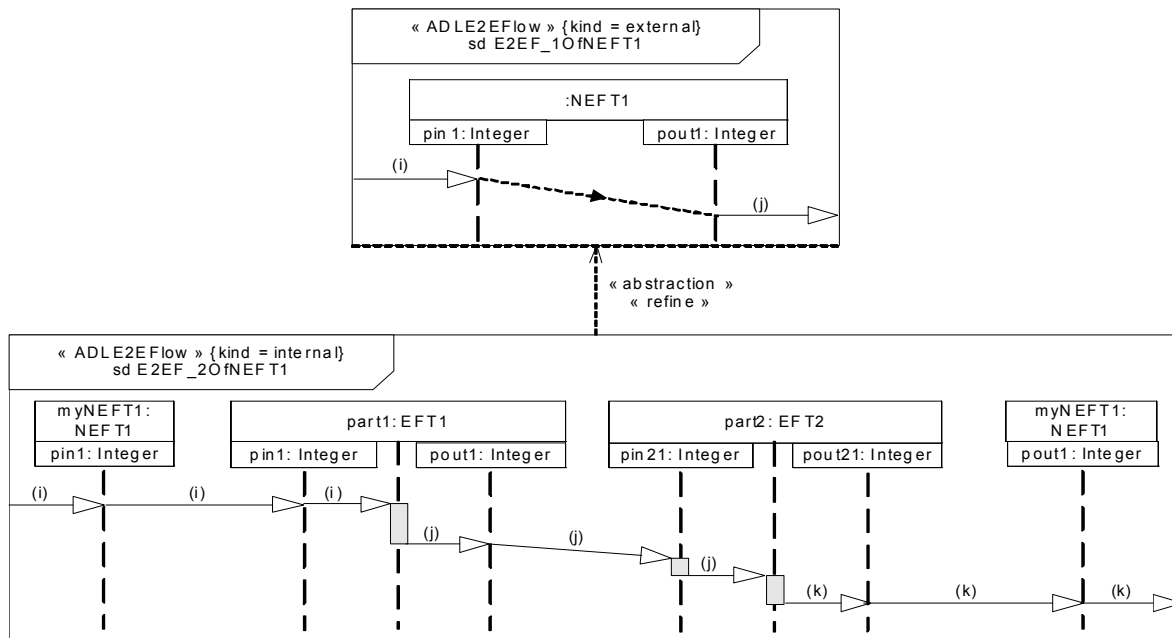 « ADLE2EFlow » {kind = external}
sd E2EF_1OfNEFT1
:NEFT1
pin1: Integer
pout1: Integer
(i)
(j)
« abstraction »
« refine »
« ADLE2EFlow » {kind = internal}
sd E2EF_2OfNEFT1
myNEFT1:
NEFT1
pin1: Integer
part1: EFT1
pin1: Integer
pout1: Integer
part2: EFT2
pin21: Integer
pout21: Integer
myNEFT1:
NEFT1
pout1: Integer
(i)
(i)
(i)
(j)
(j)
(j)
(k)
(k)
(k)